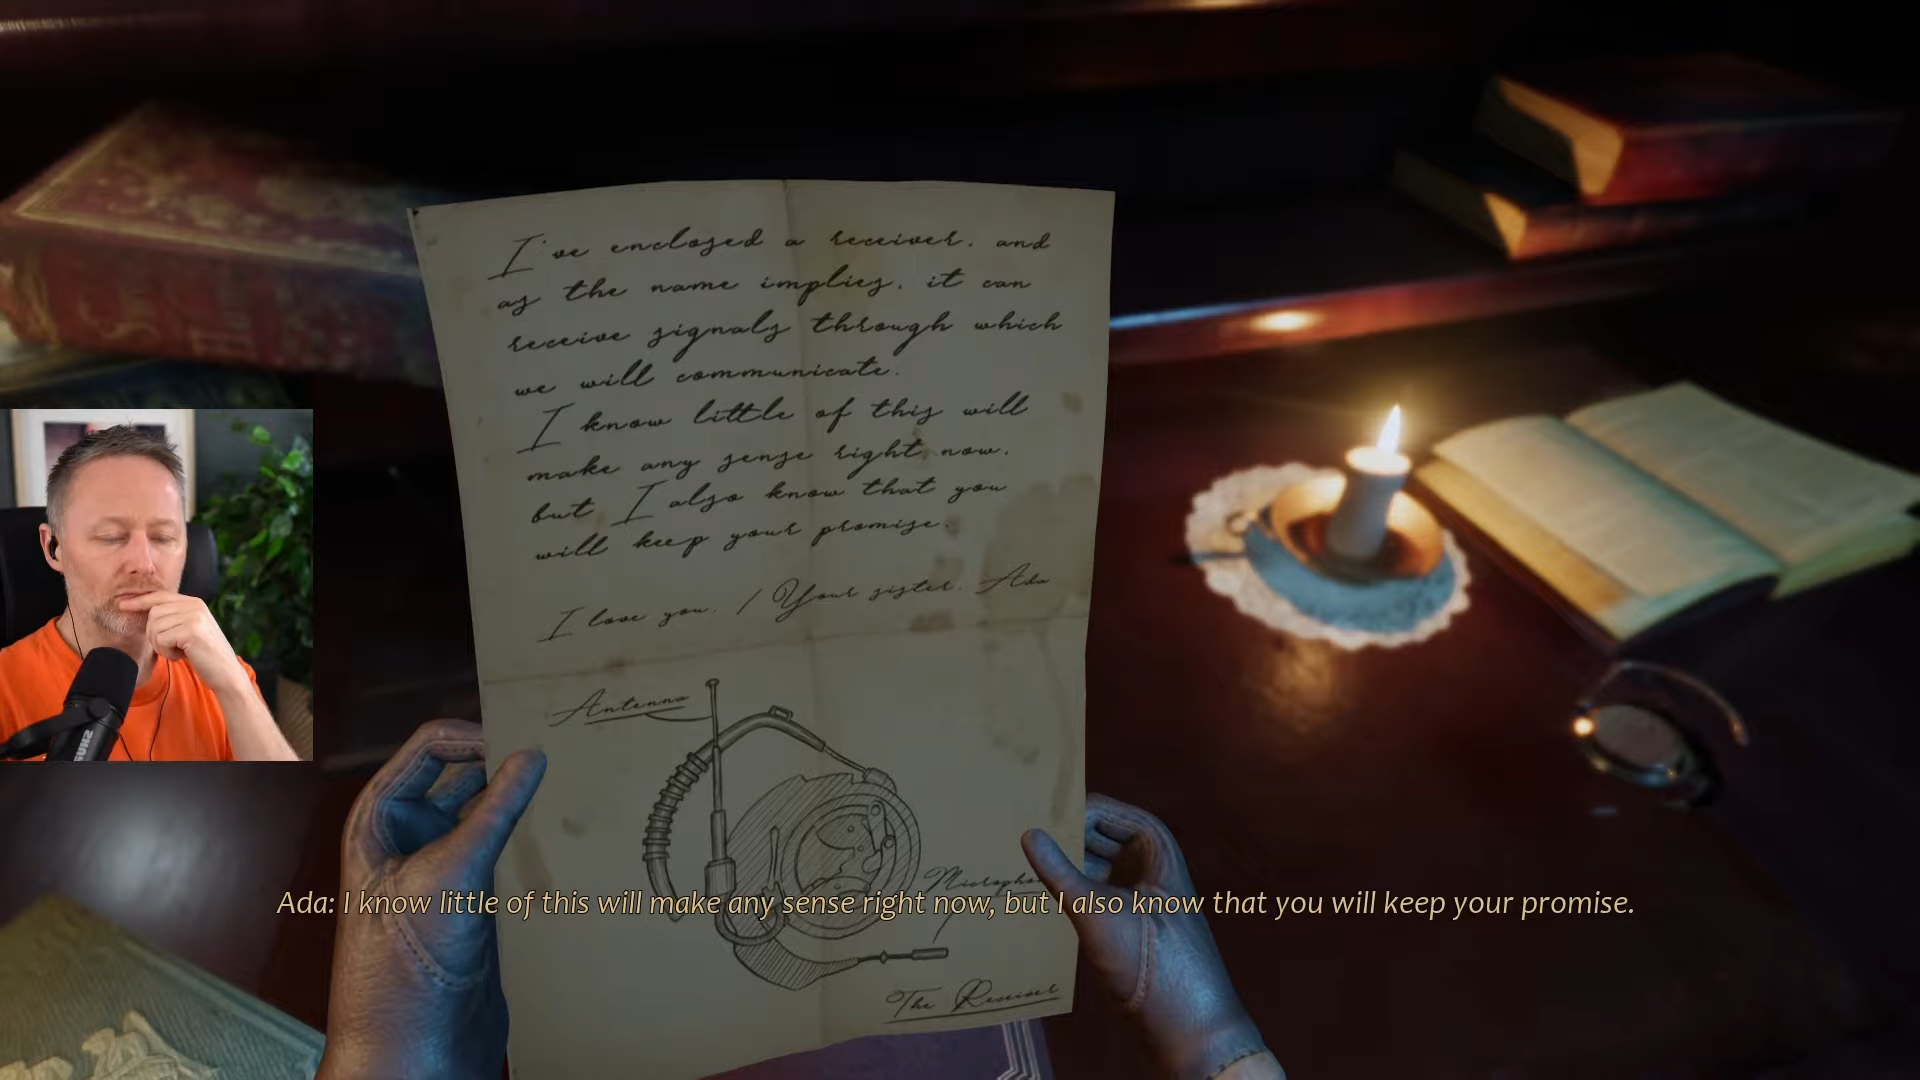 I've enclosed a receiver, and
as the name implies, it can
receive signals through which
we will communicate.
I know little of this will
make any sense right now,
but I also know that you
will keep your promise.
I love you. / Your sister, Ada
Antenna
Ada: I know little of this will make any sense right now, but I also know that you will keep your promise.
The Receiver